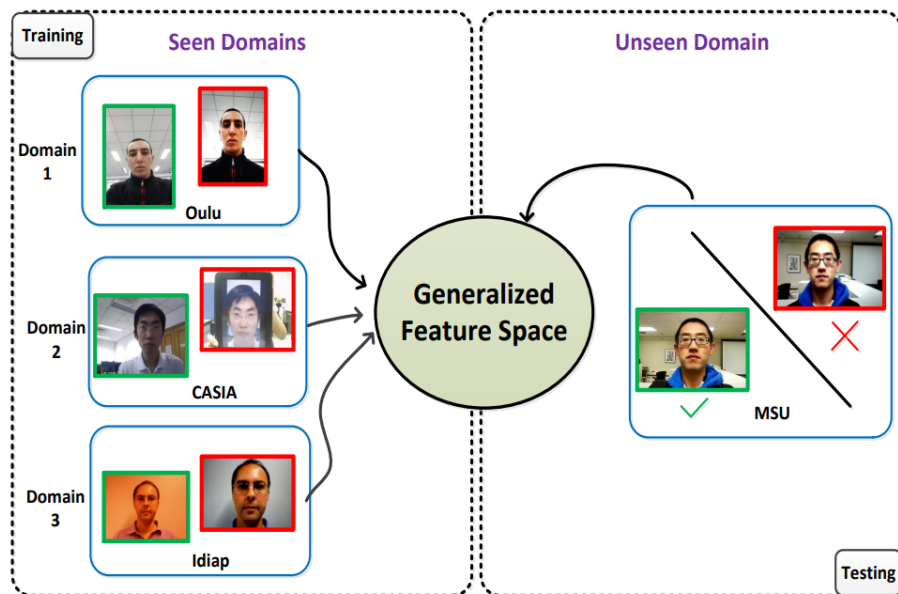 Training
Seen Domains
Unseen Domain
Domain
1
Oulu
Domain
2
CASIA
Domain
3
Idiap
Generalized
Feature Space
MSU
Testing